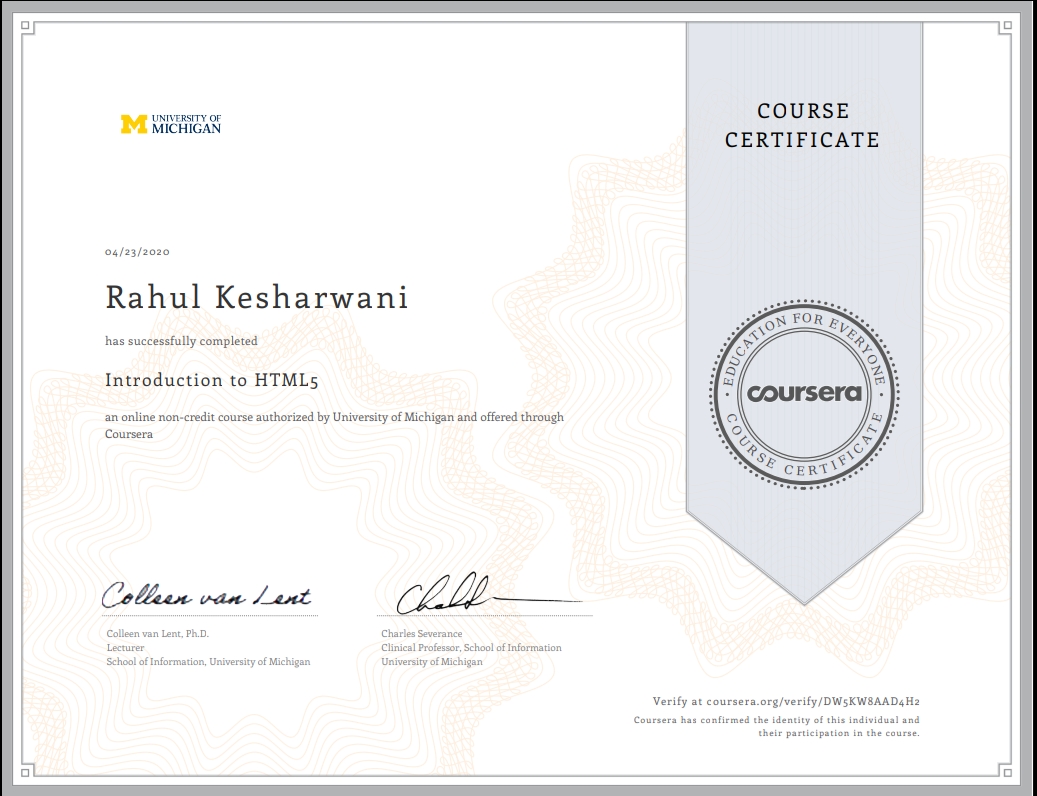 UNIVERSITY OF
MICHIGAN
COURSE
CERTIFICATE
04/23/2020
Rahul Kesharwani
has successfully completed
Introduction to HTML5
an online non-credit course authorized by University of Michigan and offered through
Coursera
EDUCATION FOR EVERYONE
coursera
COURSE CERTIFICATE
Colleen van Lent
Colleen van Lent, Ph.D.
Lecturer
School of Information, University of Michigan
Charles Severance
Clinical Professor, School of Information
University of Michigan
Verify at coursera.org/verify/DW5KW8AAD4H2
Coursera has confirmed the identity of this individual and
their participation in the course.